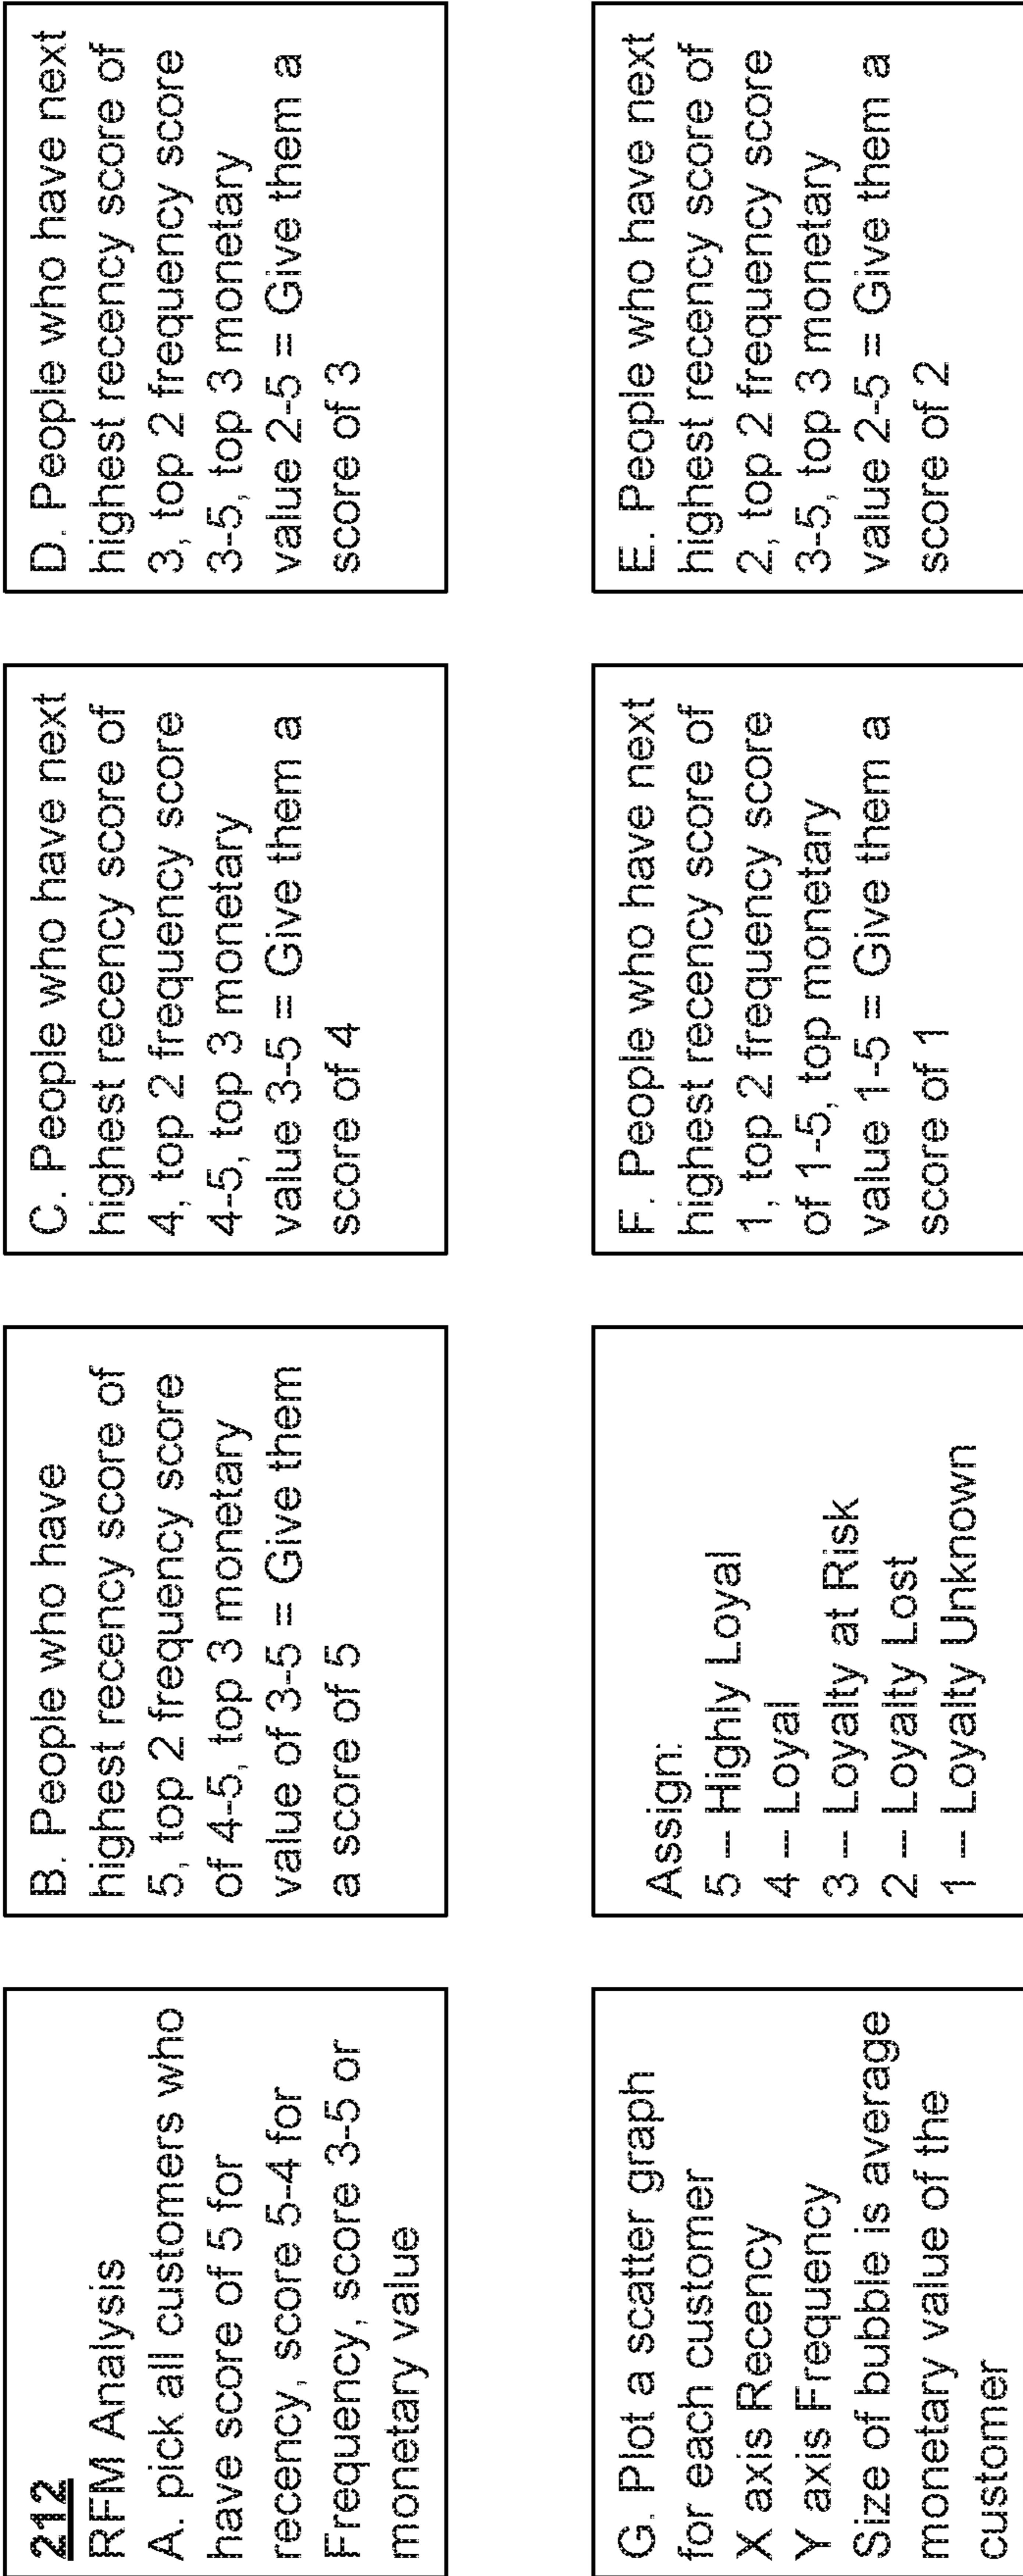 212
RFM Analysis
A. pick all customers who
have score of 5 for
recency, score 5-4 for
Frequency, score 3-5 or
monetary value
B. People who have
highest recency score of
5, top 2 frequency score
of 4-5, top 3 monetary
value of 3-5 = Give them
a score of 5
C. People who have next
highest recency score of
4, top 2 frequency score
4-5, top 3 monetary
value 3-5 = Give them a
score of 4
D. People who have next
highest recency score of
3, top 2 frequency score
3-5, top 3 monetary
value 2-5 = Give them a
score of 3
E. People who have next
highest recency score of
2, top 2 frequency score
3-5, top 3 monetary
value 2-5 = Give them a
score of 2
F. People who have next
highest recency score of
1, top 2 frequency score
of 1-5, top monetary
value 1-5 = Give them a
score of 1
Assign:
5 -- Highly Loyal
4 -- Loyal
3 -- Loyalty at Risk
2 -- Loyalty Lost
1 -- Loyalty Unknown
G. Plot a scatter graph
for each customer
X axis Recency
Y axis Frequency
Size of bubble is average
monetary value of the
customer